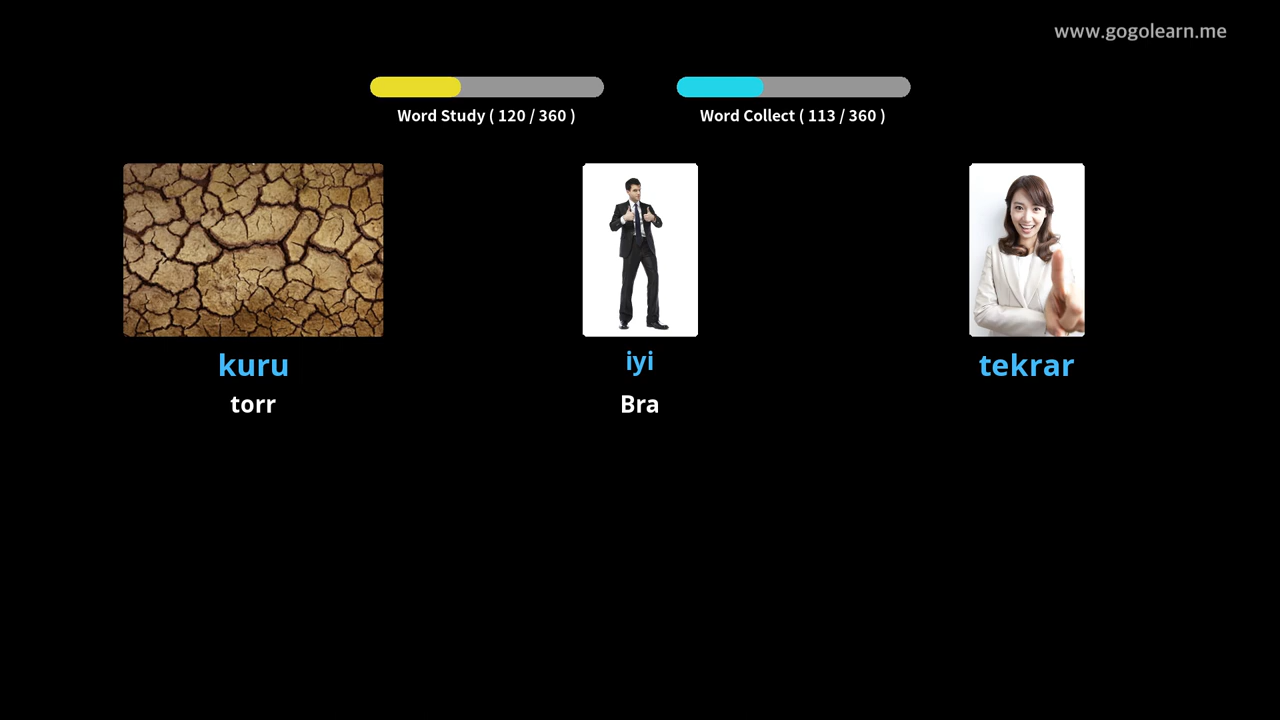 www.gogolearn.me
Word Study ( 120 / 360 )
Word Collect ( 113 / 360 )
kuru
iyi
tekrar
torr
Bra